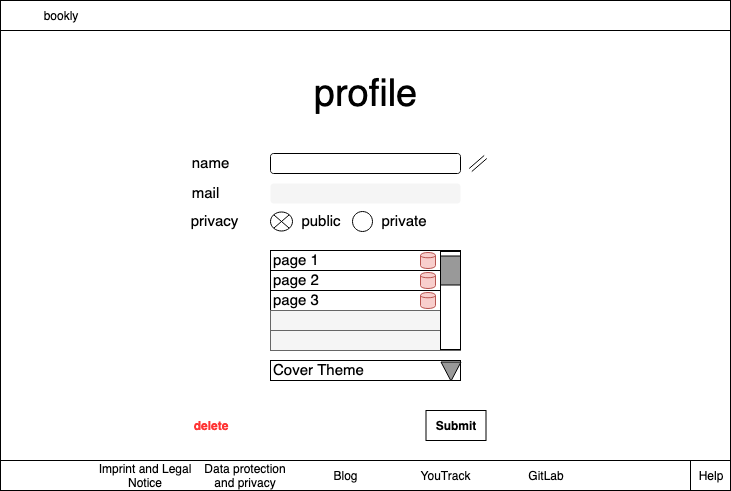 bookly
profile
name
mail
privacy public private
page 1
page 2
page 3
Cover Theme
delete Submit
Imprint and Legal
Notice
Data protection
and privacy
Blog
YouTrack
GitLab
Help